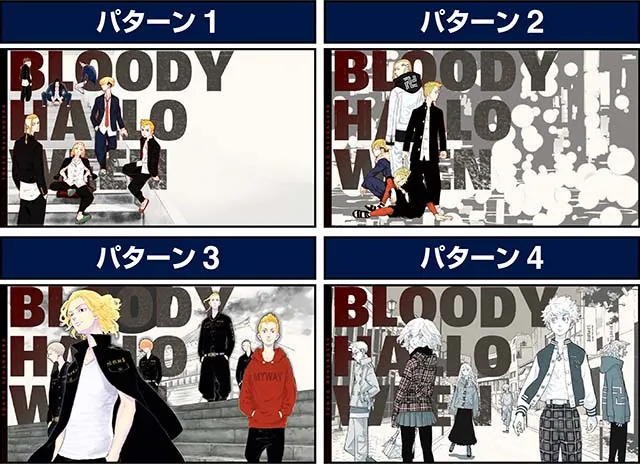 パターン1
パターン2
BLOODY
HALLO
WEEN
BLOODY
HALLO
WEEN
パターン3
パターン4
BLOODY
HALLO
WEEN
MYWAY
BLOODY
HALLO
WEEN